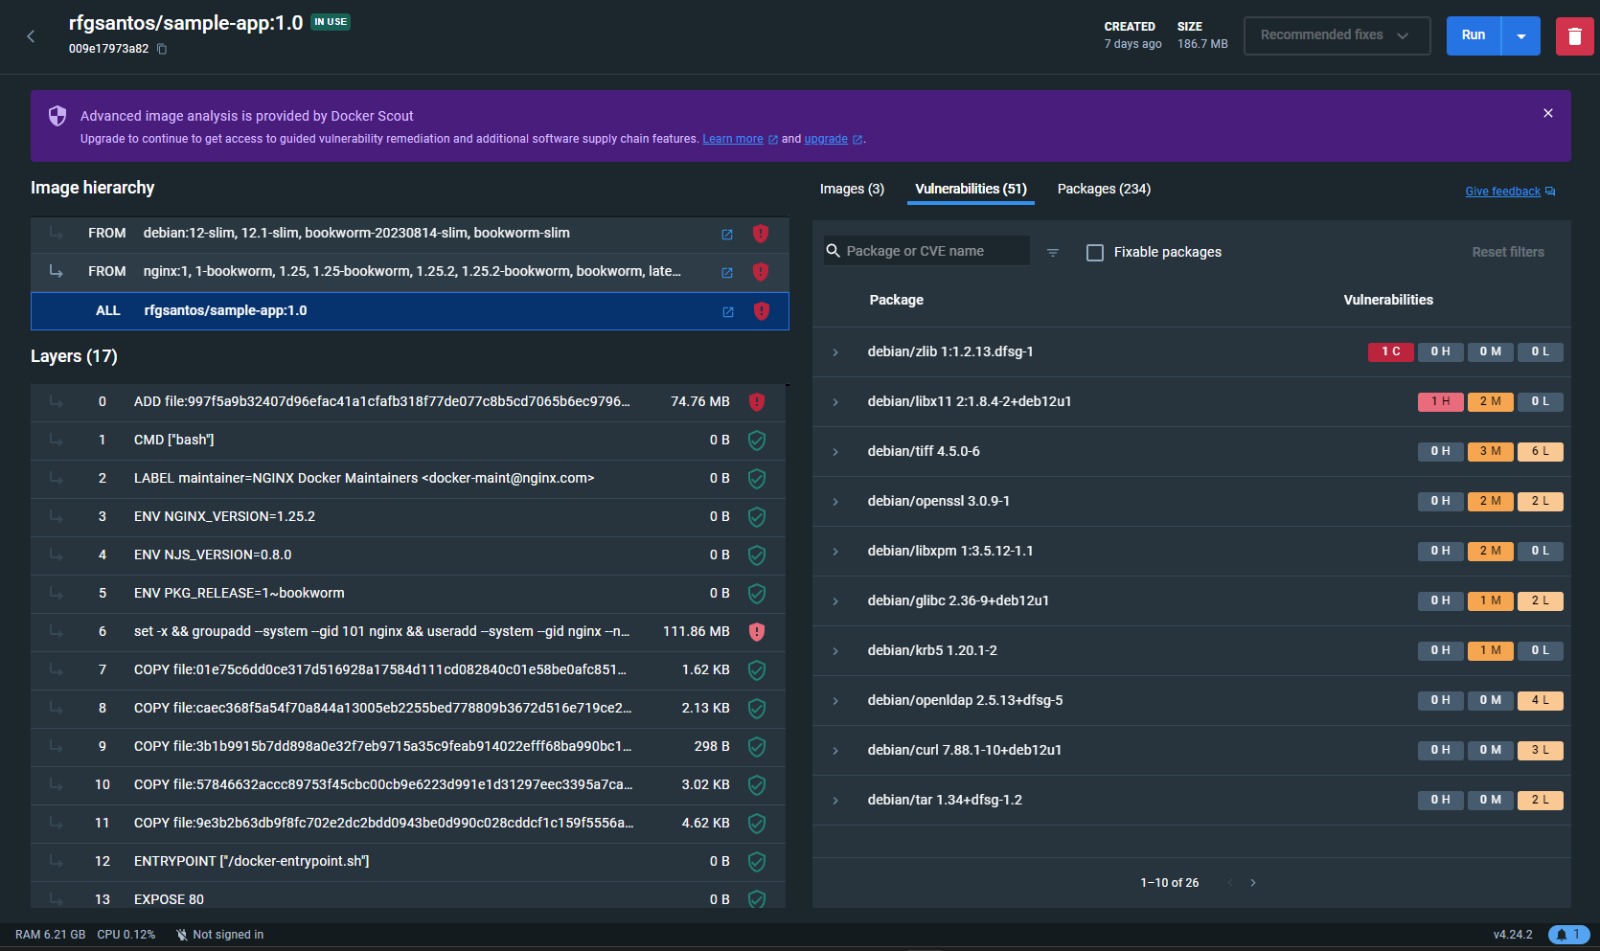 rfgsantos/sample-app:1.0 IN USE
009e17973a82
CREATED
7 days ago
SIZE
186.7 MB
Recommended fixes
Run
Advanced image analysis is provided by Docker Scout
Upgrade to continue to get access to guided vulnerability remediation and additional software supply chain features. Learn more and upgrade.
Image hierarchy
FROM debian:12-slim, 12.1-slim, bookworm-20230814-slim, bookworm-slim
FROM nginx:1, 1-bookworm, 1.25, 1.25-bookworm, 1.25.2, 1.25.2-bookworm, bookworm, late...
ALL rfgsantos/sample-app:1.0
Layers (17)
0 ADD file:997f5a9b32407d96efac41a1cfafb318f77de077c8b5cd7065b6ec9796... 74.76 MB
1 CMD ["bash"] 0 B
2 LABEL maintainer=NGINX Docker Maintainers <docker-maint@nginx.com> 0 B
3 ENV NGINX_VERSION=1.25.2 0 B
4 ENV NJS_VERSION=0.8.0 0 B
5 ENV PKG_RELEASE=1~bookworm 0 B
6 set -x && groupadd --system --gid 101 nginx && useradd --system --gid nginx --n... 111.86 MB
7 COPY file:01e75c6dd0ce317d516928a17584d111cd082840c01e58be0afc851... 1.62 KB
8 COPY file:caec368f5a54f70a844a13005eb2255bed778809b3672d516e719ce2... 2.13 KB
9 COPY file:3b1b9915b7dd898a0e32f7eb9715a35c9feab914022efff68ba990bc1... 298 B
10 COPY file:57846632accc89753f45cbc00cb9e6223d991e1d31297eec3395a7ca... 3.02 KB
11 COPY file:9e3b2b63db9f8fc702e2dc2bdd0943be0d990c028cddcf1c159f5556a... 4.62 KB
12 ENTRYPOINT ["/docker-entrypoint.sh"] 0 B
13 EXPOSE 80 0 B
Images (3) Vulnerabilities (51) Packages (234)
Give feedback
Package or CVE name
Fixable packages
Reset filters
Package Vulnerabilities
debian/zlib 1:1.2.13.dfsg-1 1 C 0 H 0 M 0 L
debian/libx11 2:1.8.4-2+deb12u1 1 H 2 M 0 L
debian/tiff 4.5.0-6 0 H 3 M 6 L
debian/openssl 3.0.9-1 0 H 2 M 2 L
debian/libxpm 1:3.5.12-1.1 0 H 2 M 0 L
debian/glibc 2.36-9+deb12u1 0 H 1 M 2 L
debian/krb5 1.20.1-2 0 H 1 M 0 L
debian/openldap 2.5.13+dfsg-5 0 H 0 M 4 L
debian/curl 7.88.1-10+deb12u1 0 H 0 M 3 L
debian/tar 1.34+dfsg-1.2 0 H 0 M 2 L
1–10 of 26
RAM 6.21 GB CPU 0.12% Not signed in
v4.24.2
1